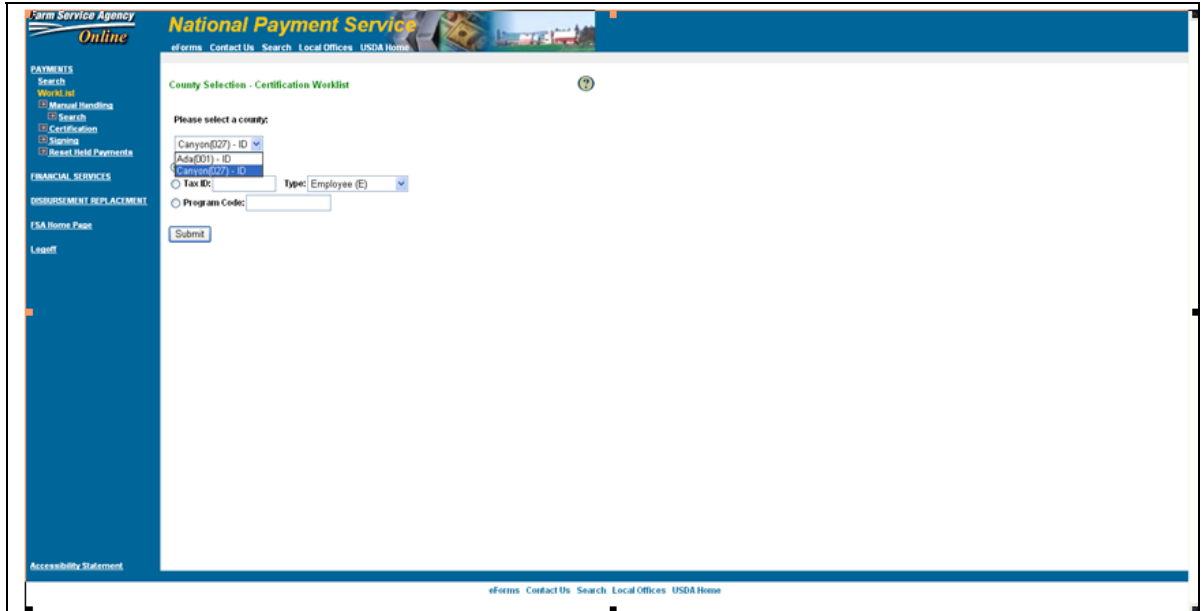 Farm Service Agency
Online
National Payment Service
eForms Contact Us Search Local Offices USDA Home
PAYMENTS
Search
WorkList
Manual Handling
Search
Certification
Signing
Reset Held Payments
FINANCIAL SERVICES
DISBURSEMENT REPLACEMENT
FSA Home Page
Logoff
Accessibility Statement
County Selection - Certification Worklist
?
Please select a county:
Canyon(027) - ID
Ada(001) - ID
Canyon(027) - ID
Tax ID: Type: Employee (E)
Program Code:
Submit
eForms Contact Us Search Local Offices USDA Home